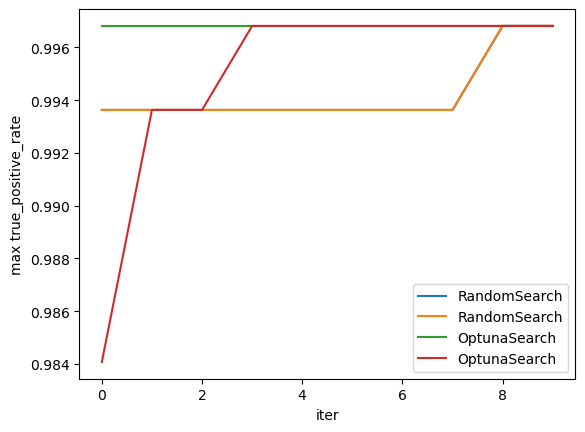 max true_positive_rate
0.996
0.994
0.992
0.990
0.988
0.986
0.984
0
2
4
6
8
iter
RandomSearch
RandomSearch
OptunaSearch
OptunaSearch